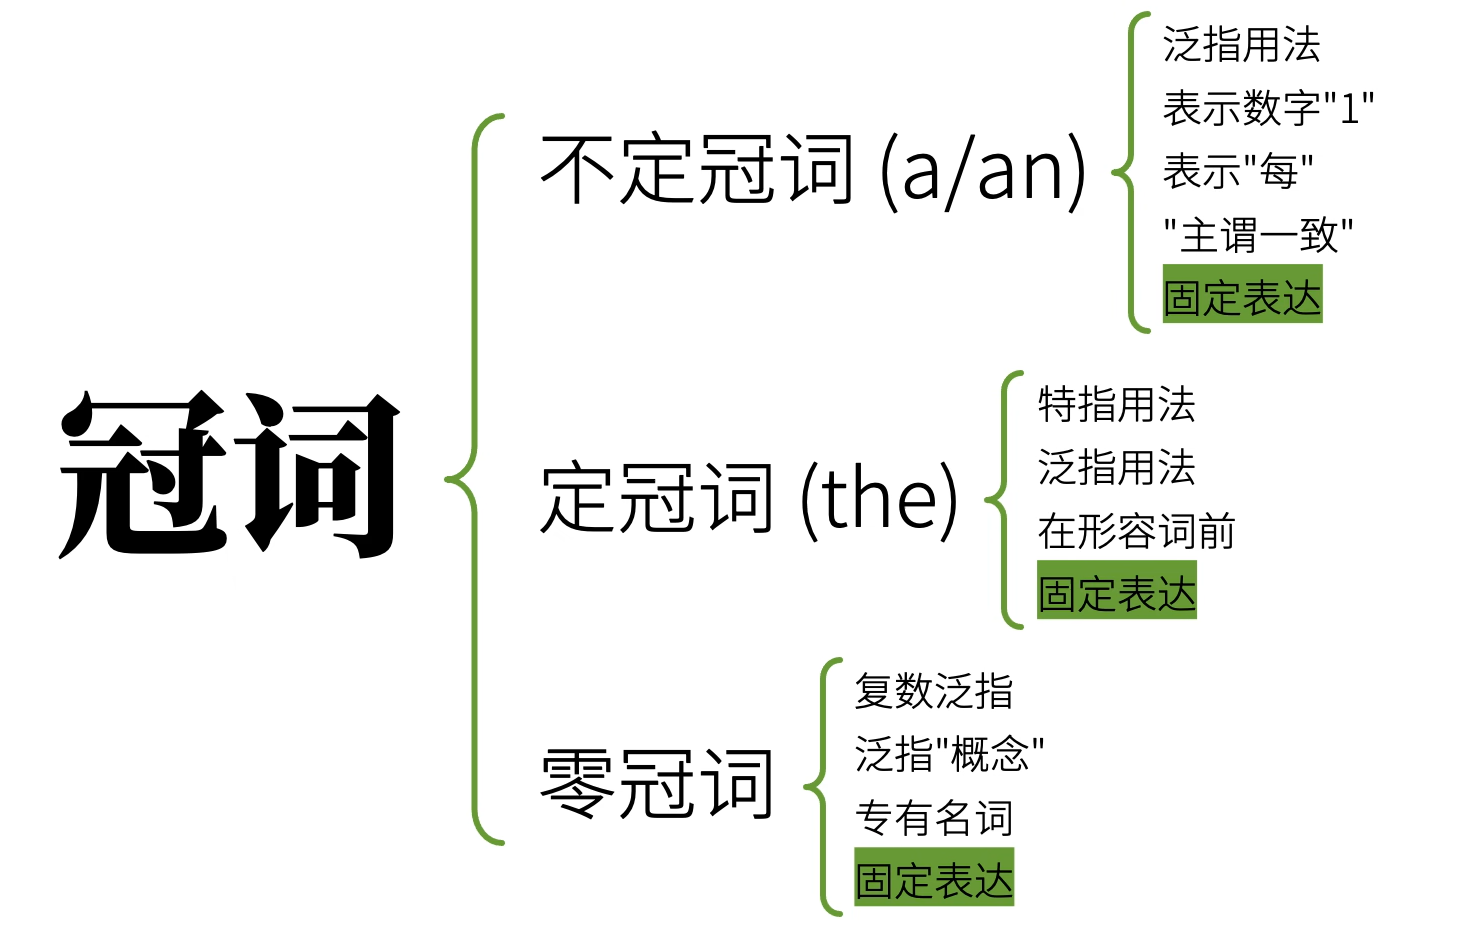 冠词
不定冠词 (a/an)
泛指用法
表示数字"1"
表示"每"
"主谓一致"
固定表达
定冠词 (the)
特指用法
泛指用法
在形容词前
固定表达
零冠词
复数泛指
泛指"概念"
专有名词
固定表达